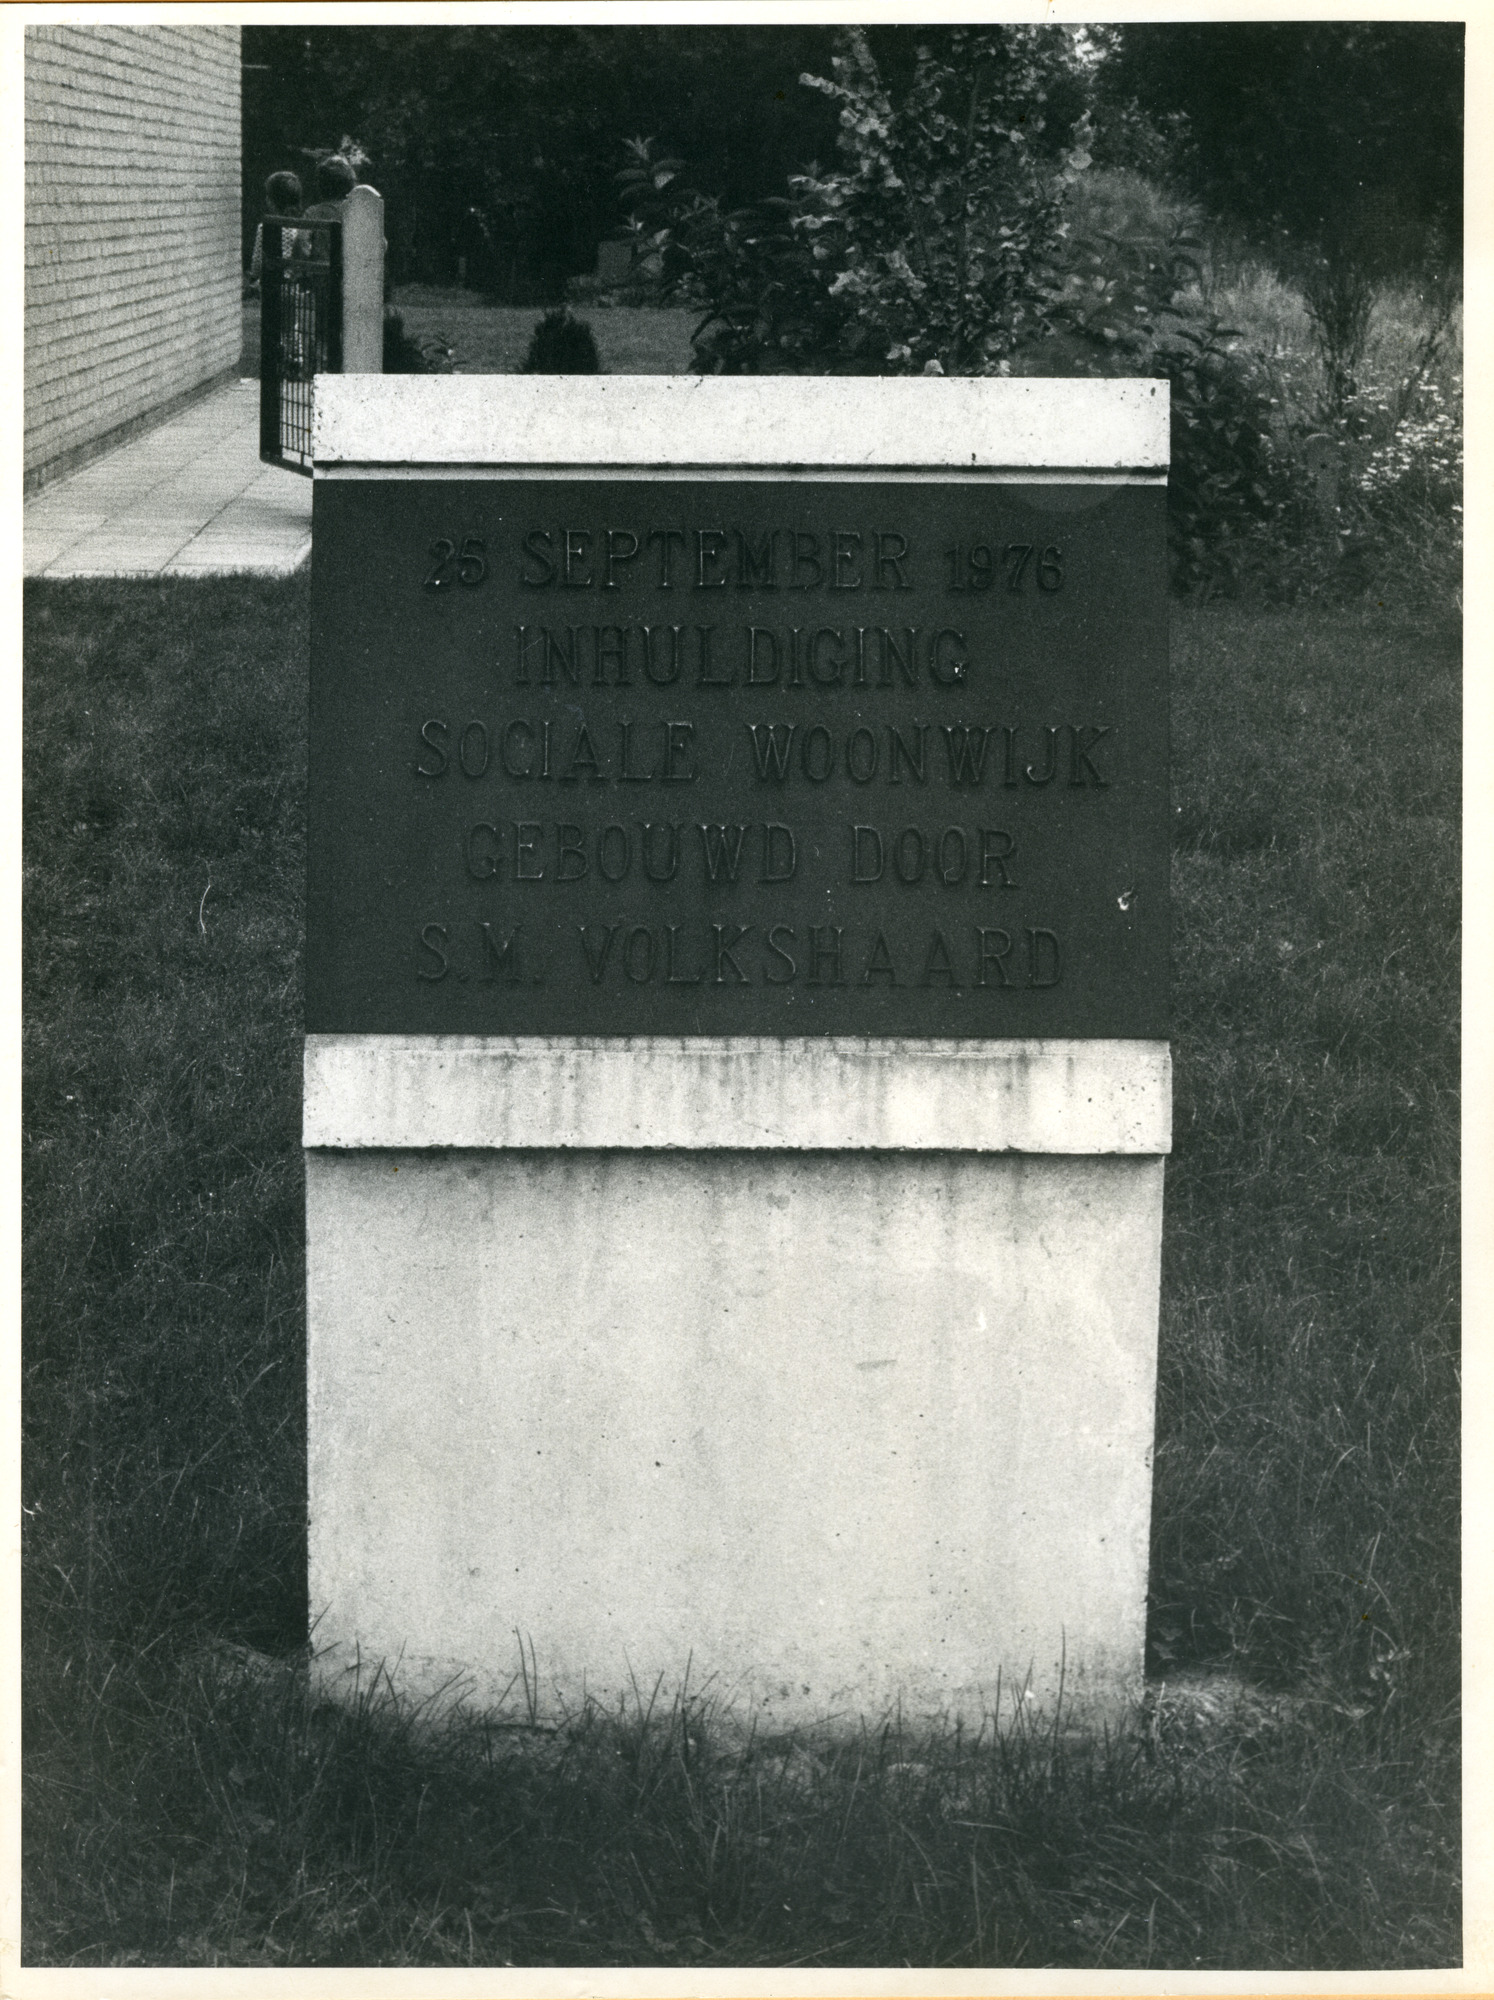 25 SEPTEMBER 1976
INHULDIGING
SOCIALE WOONWIJK
GEBOUWD DOOR
S.M. VOLKSHAARD